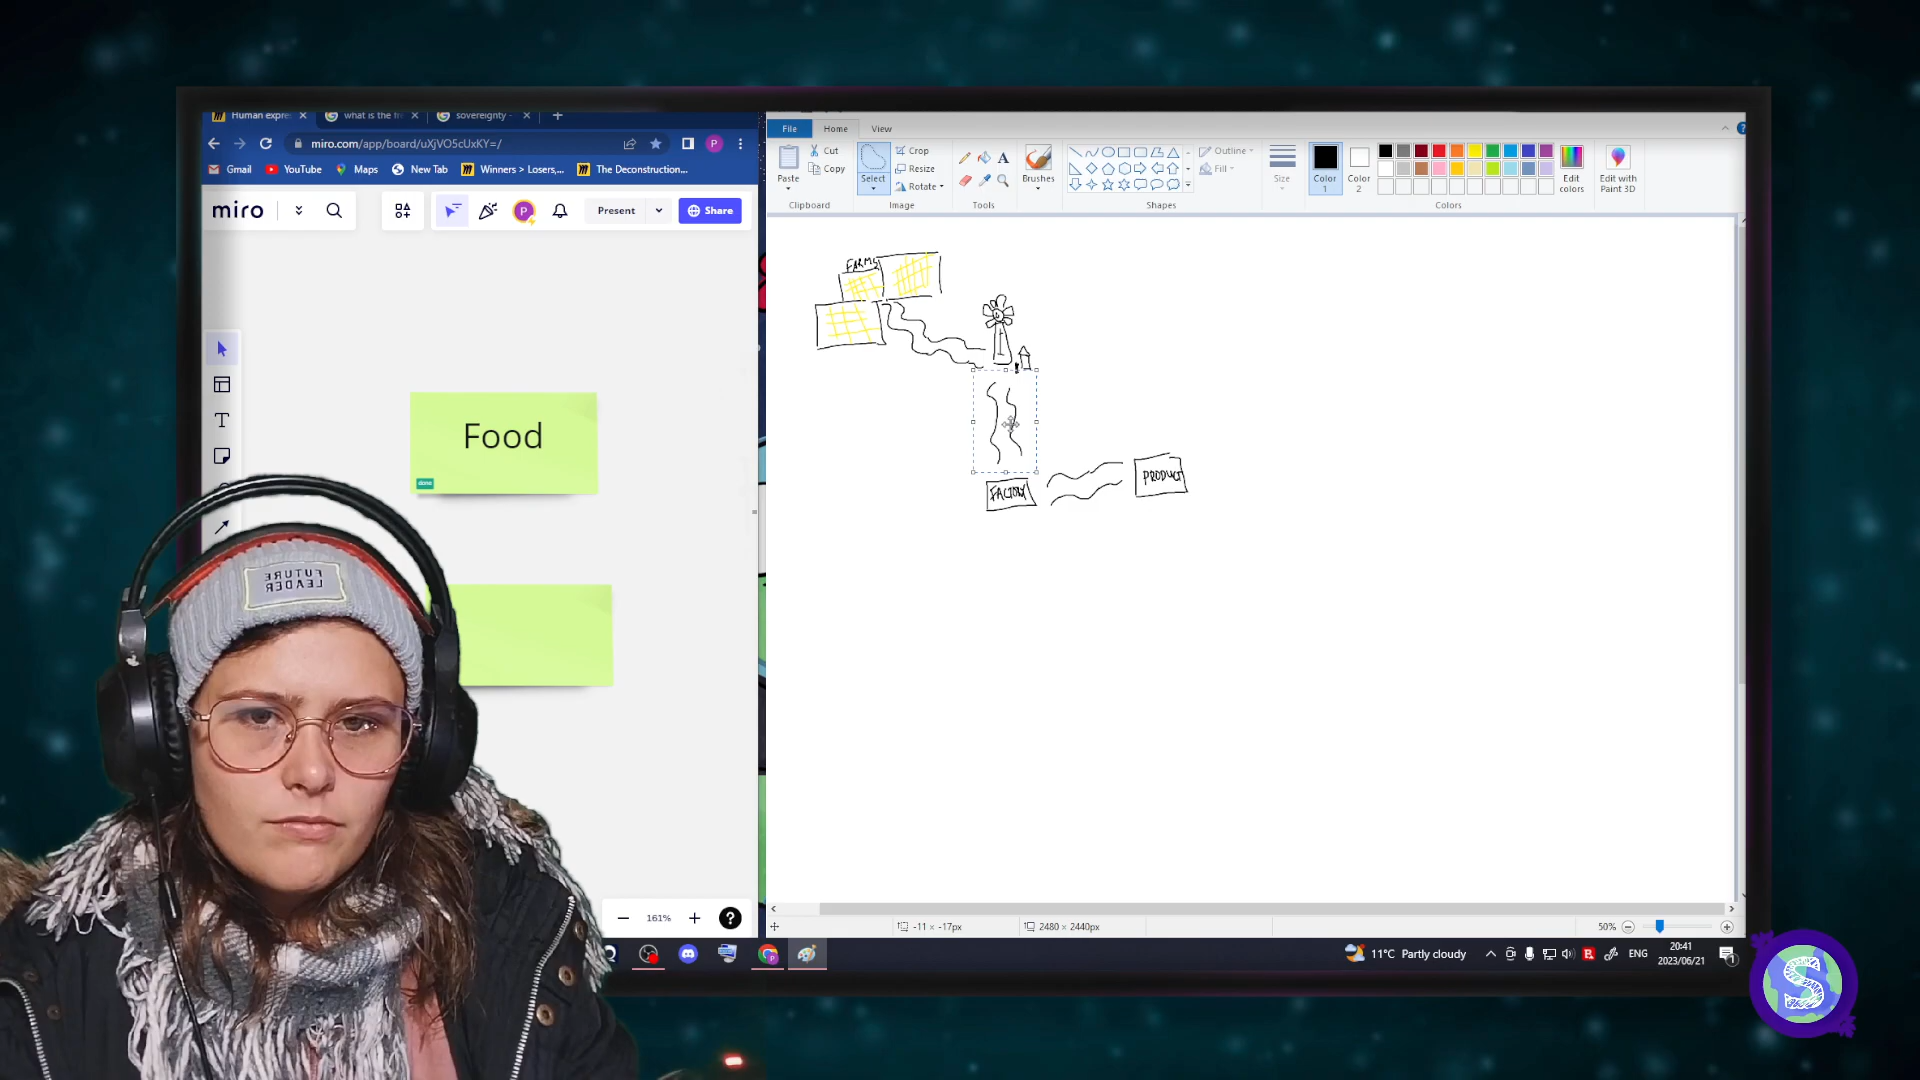 Human expre
what is the fr
sovereignty -
miro.com/app/board/uXjVO5cUxKY=/
Gmail
YouTube
Maps
New Tab
Winners > Losers,...
The Deconstruction...
miro
P
Present
Share
Food
done
FUTURE
LEADER
161%
File
Home
View
Paste
Cut
Copy
Clipboard
Select
Crop
Resize
Rotate
Image
A
Tools
Brushes
Shapes
Outline
Fill
Size
Color
1
Color
2
Edit
colors
Edit with
Paint 3D
Colors
FARMS
FACTORY
PRODUCT
-11 × -17px
2480 × 2440px
50%
11°C Partly cloudy
ENG
20:41
2023/06/21
S